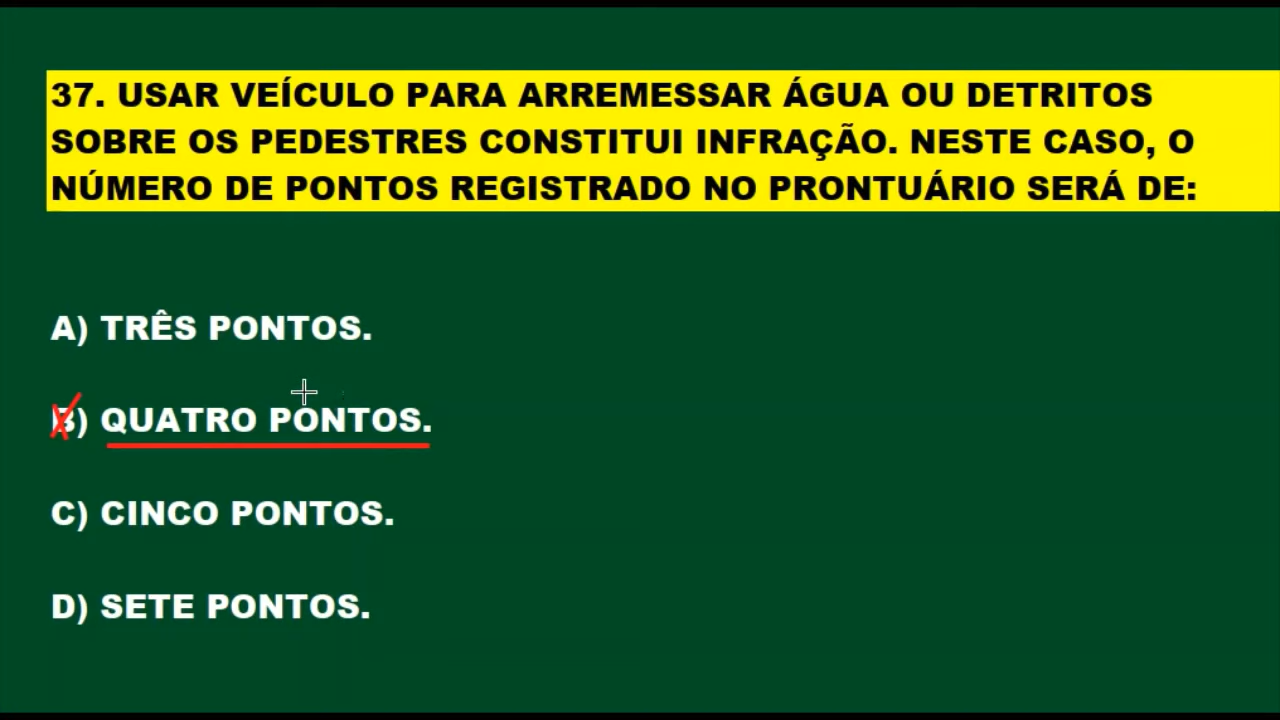 37. USAR VEÍCULO PARA ARREMESSAR ÁGUA OU DETRITOS
SOBRE OS PEDESTRES CONSTITUI INFRAÇÃO. NESTE CASO, O
NÚMERO DE PONTOS REGISTRADO NO PRONTUÁRIO SERÁ DE:
A) TRÊS PONTOS.
B) QUATRO PONTOS.
C) CINCO PONTOS.
D) SETE PONTOS.